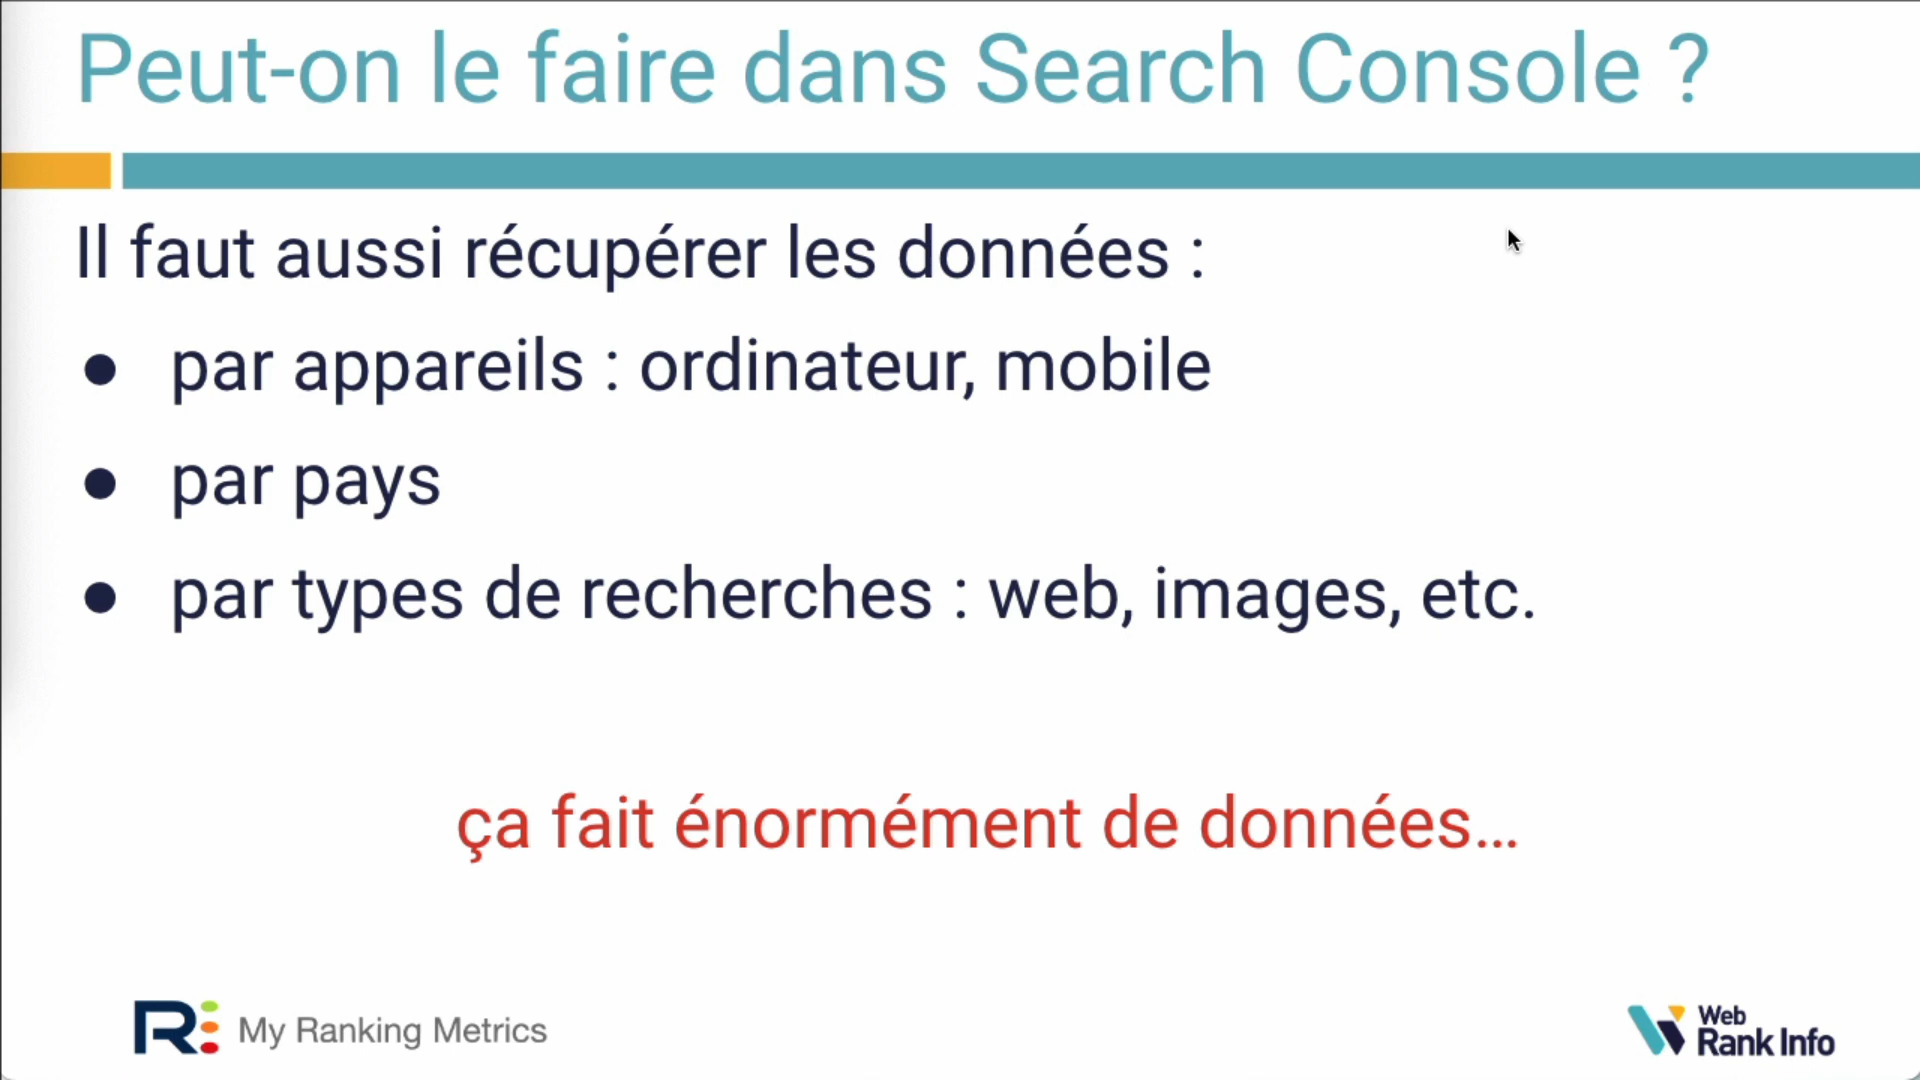 Peut-on le faire dans Search Console ?
Il faut aussi récupérer les données :
● par appareils : ordinateur, mobile
● par pays
● par types de recherches : web, images, etc.
ça fait énormément de données…
R: My Ranking Metrics
Web
Rank Info